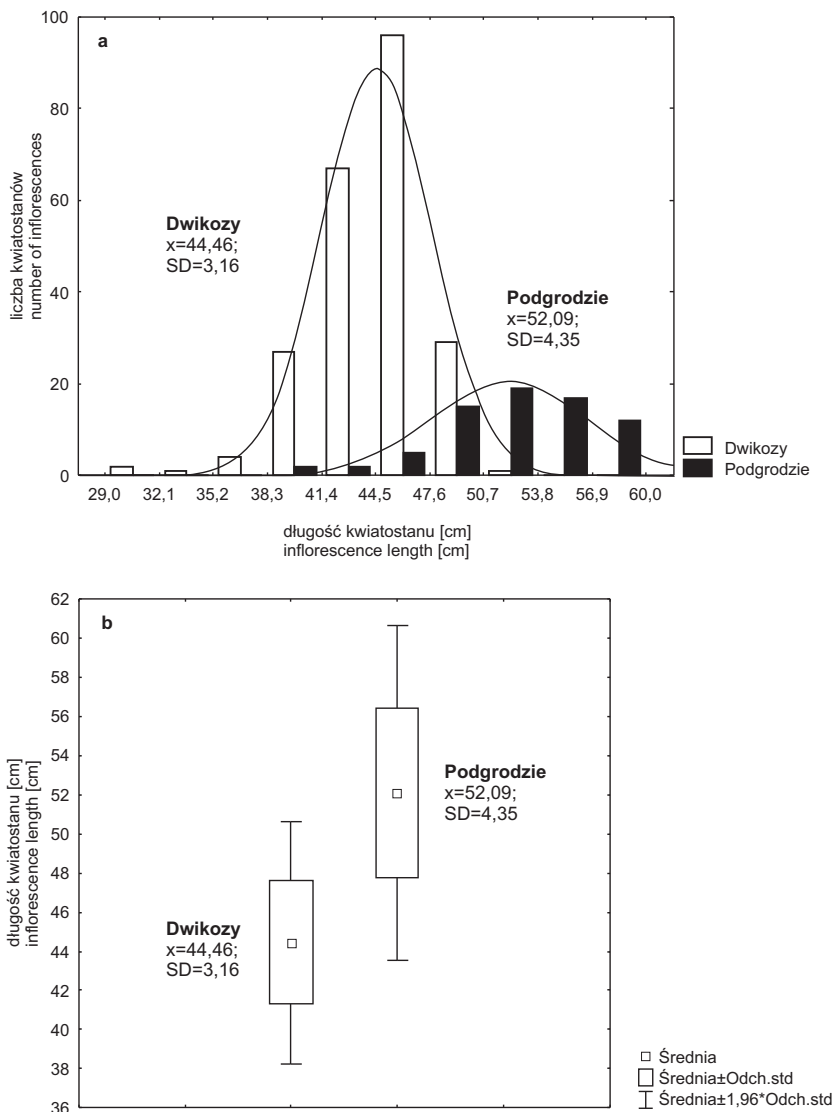 100
a
80
60
40
20
0
liczba kwiatostanów
number of inflorescences
Dwikozy
x=44,46;
SD=3,16
Podgrodzie
x=52,09;
SD=4,35
Dwikozy
Podgrodzie
29,0 32,1 35,2 38,3 41,4 44,5 47,6 50,7 53,8 56,9 60,0
długość kwiatostanu [cm]
inflorescence length [cm]
62
b
60
58
56
54
52
50
48
46
44
42
40
38
36
długość kwiatostanu [cm]
inflorescence length [cm]
Podgrodzie
x=52,09;
SD=4,35
Dwikozy
x=44,46;
SD=3,16
Średnia
Średnia±Odch.std
Średnia±1,96*Odch.std